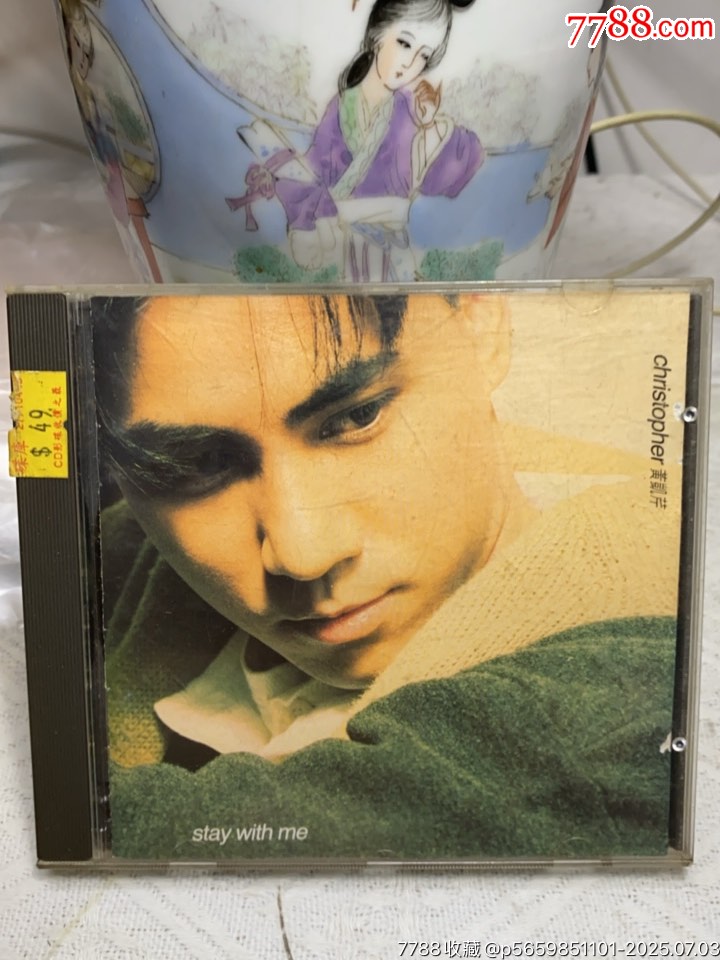 7788.com
christopher 黃凱芹
$ 49
stay with me
7788收藏 @p5659851101-2025.07.03